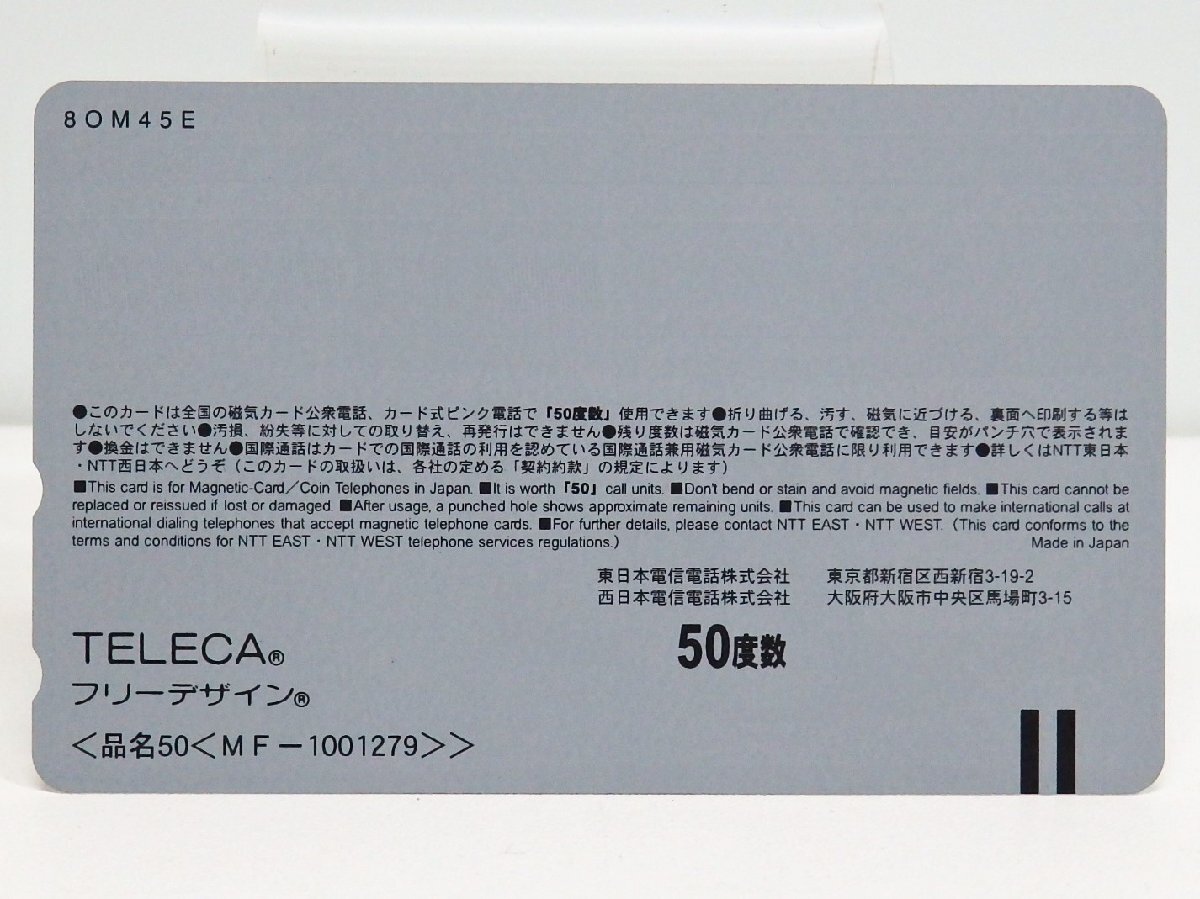 8OM45E
●このカードは全国の磁気カード公衆電話、カード式ピンク電話で「50度数」使用できます●折り曲げる、汚す、磁気に近づける、裏面へ印刷する等は
しないでください●汚損、紛失等に対しての取り替え、再発行はできません●残り度数は磁気カード公衆電話で確認でき、目安がパンチ穴で表示されま
す●換金はできません●国際通話はカードでの国際通話の利用を認めている国際通話兼用磁気カード公衆電話に限り利用できます●詳しくはNTT東日本
・NTT西日本へどうぞ(このカードの取扱いは、各社の定める「契約約款」の規定によります)
■This card is for Magnetic-Card/Coin Telephones in Japan. ■It is worth「50」call units. ■Don't bend or stain and avoid magnetic fields. ■This card cannot be
replaced or reissued if lost or damaged. ■After usage, a punched hole shows approximate remaining units. ■This card can be used to make international calls at
international dialing telephones that accept magnetic telephone cards. ■For further details, please contact NTT EAST・NTT WEST. (This card conforms to the
terms and conditions for NTT EAST・NTT WEST telephone services regulations.) Made in Japan
東日本電信電話株式会社 東京都新宿区西新宿3-19-2
西日本電信電話株式会社 大阪府大阪市中央区馬場町3-15
50度数
TELECA®
フリーデザイン®
<品名50<MF-1001279>>